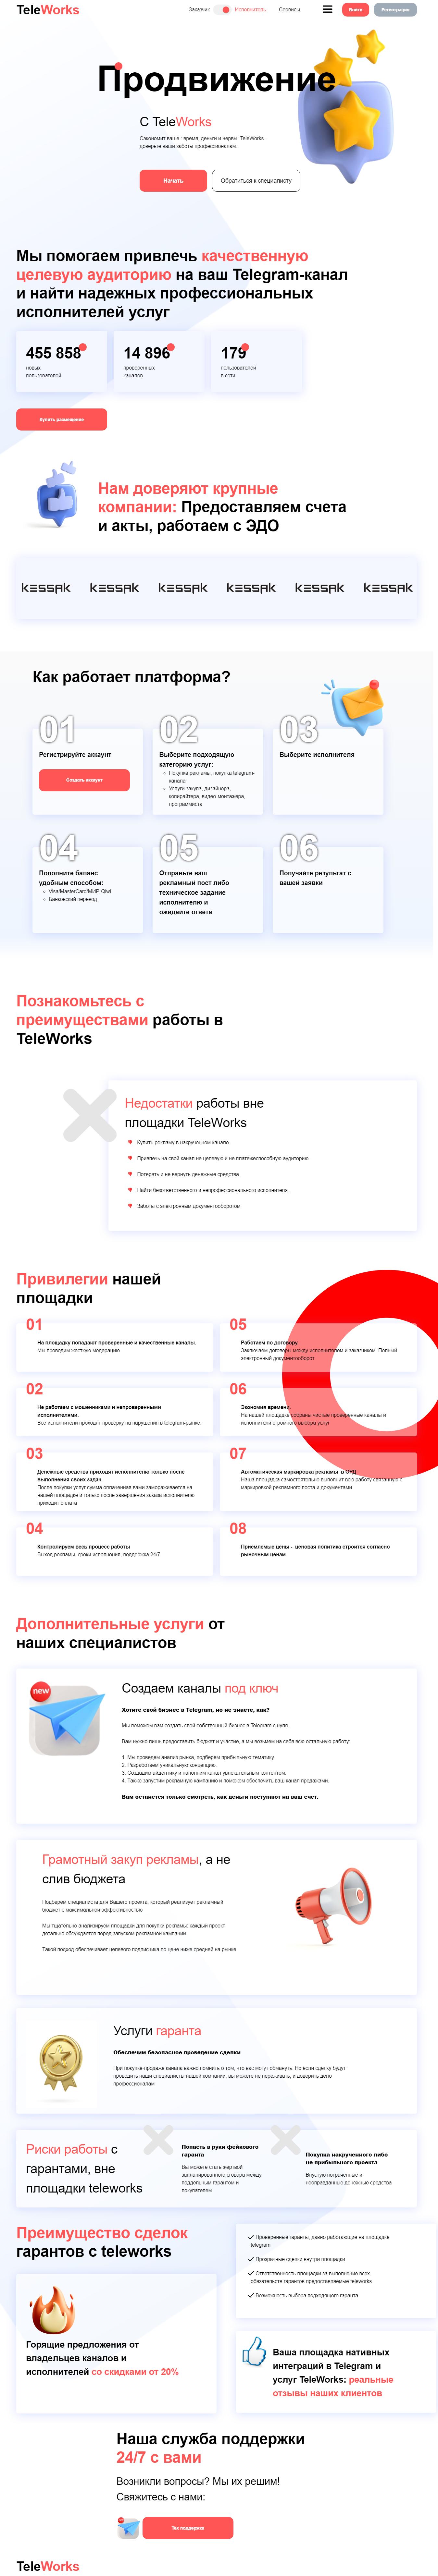 TeleWorks
Заказчик
Исполнитель
Сервисы
Войти
Регистрация
Продвижение
С TeleWorks
Сэкономит ваше время, деньги и нервы. TeleWorks -
доверьте ваши заботы профессионалам.
Начать
Обратиться к специалисту
Мы помогаем привлечь качественную
целевую аудиторию на ваш Telegram-канал
и найти надежных профессиональных
исполнителей услуг
455 858
новых
пользователей
14 896
проверенных
каналов
179
пользователей
в сети
Купить размещение
Нам доверяют крупные
компании: Предоставляем счета
и акты, работаем с ЭДО
KESSAK KESSAK KESSAK KESSAK KESSAK KESSAK
Как работает платформа?
01
Регистрируйте аккаунт
Создать аккаунт
02
Выберите подходящую
категорию услуг:
Покупка рекламы, покупка telegram-
канала
Услуги закупа, дизайнера,
копирайтера, видео-монтажера,
программиста
03
Выберите исполнителя
04
Пополните баланс
удобным способом:
Visa/MasterCard/МИР, Qiwi
Банковский перевод
05
Отправьте ваш
рекламный пост либо
техническое задание
исполнителю и
ожидайте ответа
06
Получайте результат с
вашей заявки
Познакомьтесь с
преимуществами работы в
TeleWorks
Недостатки работы вне
площадки TeleWorks
Купить рекламу в накрученном канале
Привлечь на свой канал не целевую и не платежеспособную аудиторию.
Потерять и не вернуть денежные средства
Найти безответственного и непрофессионального исполнителя
Заботы с электронным документооборотом
Привилегии нашей
площадки
01
На площадку попадают проверенные и качественные каналы.
Мы проводим жесткую модерацию
02
Не работаем с мошенниками и непроверенными
исполнителями.
Все исполнители проходят проверку на нарушения в telegram-рынке.
03
Денежные средства приходят исполнителю только после
выполнения своих задач.
После покупки услуг сумма оплаченная вами замораживается на
нашей площадке и только после завершения заказа исполнителю
приходит оплата
04
Контролируем весь процесс работы
Выход рекламы, сроки исполнения, поддержка 24/7
05
Работаем по договору.
Заключаем договоры между исполнителем и заказчиком. Полный
электронный документооборот
06
Экономия времени.
На нашей площадке собраны чистые проверенные каналы и
исполнители огромного выбора услуг
07
Автоматическая маркировка рекламы в ОРД
Наша площадка самостоятельно выполнит всю работу связанную с
маркировкой рекламного поста и документами.
08
Приемлемые цены - ценовая политика строится согласно
рыночным ценам.
Дополнительные услуги от
наших специалистов
new
Создаем каналы под ключ
Хотите свой бизнес в Telegram, но не знаете, как?
Мы поможем вам создать свой собственный бизнес в Telegram с нуля.
Вам нужно лишь предоставить бюджет и участие, а мы возьмем на себя всю остальную работу.
1. Мы проведем анализ рынка, подберем прибыльную тематику.
2. Разработаем уникальную концепцию.
3. Создадим айдентику и наполним канал увлекательным контентом.
4. Также запустим рекламную кампанию и поможем обеспечить ваш канал продажами.
Вам останется только смотреть, как деньги поступают на ваш счет.
Грамотный закуп рекламы, а не
слив бюджета
Подберём специалиста для Вашего проекта, который реализует рекламный
бюджет с максимальной эффективностью
Мы тщательно анализируем площадки для покупки рекламы: каждый проект
детально обсуждается перед запуском рекламной кампании
Такой подход обеспечивает целевого подписчика по цене ниже средней на рынке
Услуги гаранта
Обеспечим безопасное проведение сделки
При покупке-продаже канала важно помнить о том, что вас могут обмануть. Но если сделку будут
проводить наши специалисты нашей компании, вы можете не переживать, и доверить дело
профессионалам
Риски работы с
гарантами, вне
площадки teleworks
Попасть в руки фейкового
гаранта
Вы можете стать жертвой
запланированного сговора между
поддельным гарантом и
покупателем
Покупка накрученного либо
не прибыльного проекта
Впустую потраченные и
неоправданные денежные средства
Преимущество сделок
гарантов с teleworks
Проверенные гаранты, давно работающие на площадке
telegram
Прозрачные сделки внутри площадки
Ответственность площадки за выполнение всех
обязательств гарантов предоставляемые teleworks
Возможность выбора подходящего гаранта
Горящие предложения от
владельцев каналов и
исполнителей со скидками от 20%
Ваша площадка нативных
интеграций в Telegram и
услуг TeleWorks: реальные
отзывы наших клиентов
Наша служба поддержки
24/7 с вами
Возникли вопросы? Мы их решим!
Свяжитесь с нами:
Тех поддержка
TeleWorks